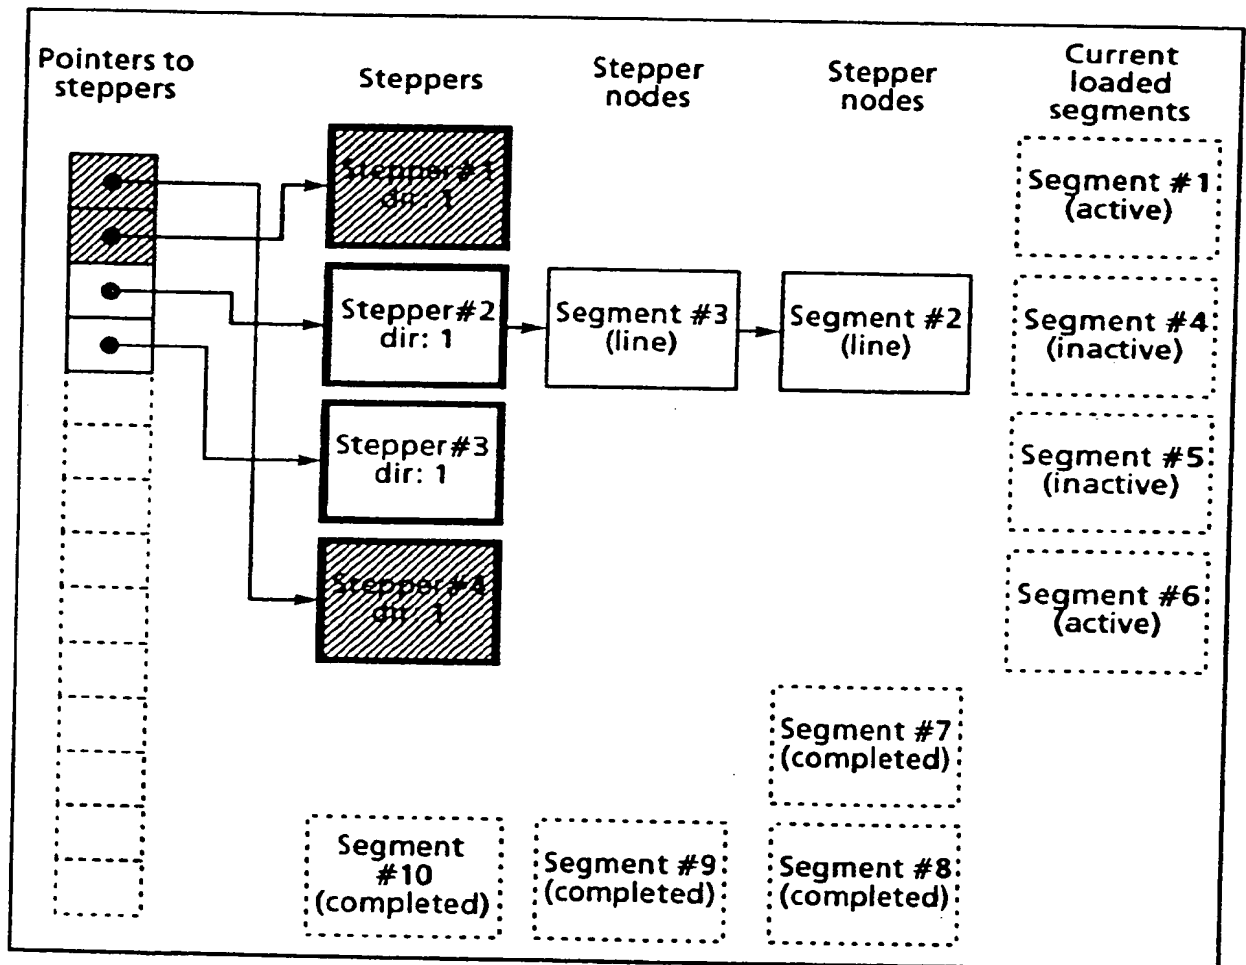 Pointers to
steppers
Steppers
Stepper
nodes
Stepper
nodes
Current
loaded
segments
Stepper#1
dir: 1
Segment #1
(active)
Stepper#2
dir: 1
Segment #3
(line)
Segment #2
(line)
Segment #4
(inactive)
Stepper#3
dir: 1
Segment #5
(inactive)
Stepper#4
dir: 1
Segment #6
(active)
Segment #7
(completed)
Segment
#10
(completed)
Segment #9
(completed)
Segment #8
(completed)